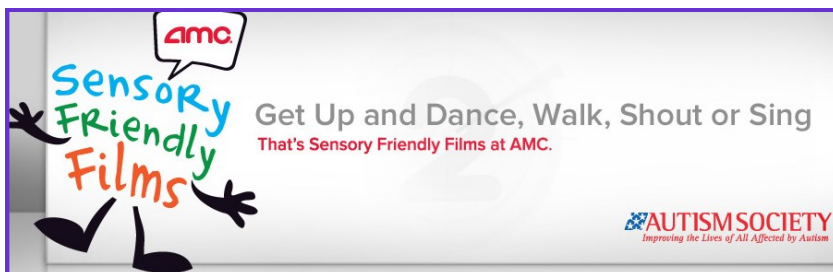 amc
Sensory
Friendly
Films
Get Up and Dance, Walk, Shout or Sing
That's Sensory Friendly Films at AMC.
AUTISM SOCIETY
Improving the Lives of All Affected by Autism
2